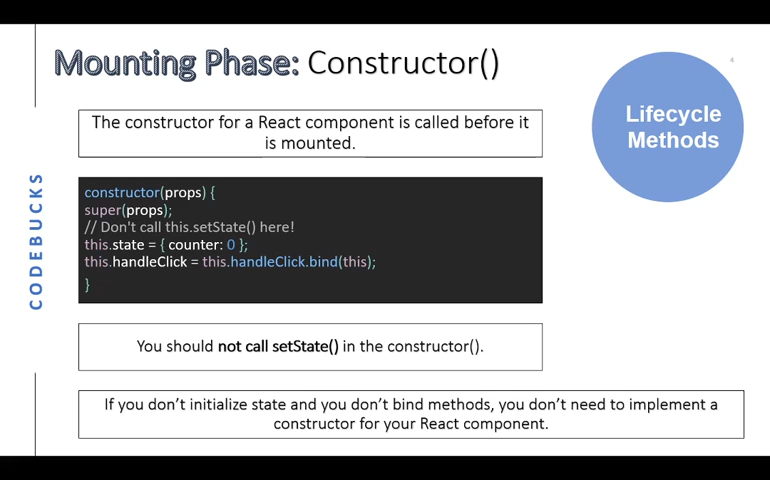 4
Mounting Phase: Constructor()
Lifecycle
Methods
The constructor for a React component is called before it
is mounted.
constructor(props) {
super(props);
// Don't call this.setState() here!
this.state = { counter: 0 };
this.handleClick = this.handleClick.bind(this);
}
CODEBUCKS
You should not call setState() in the constructor().
If you don’t initialize state and you don’t bind methods, you don’t need to implement a
constructor for your React component.